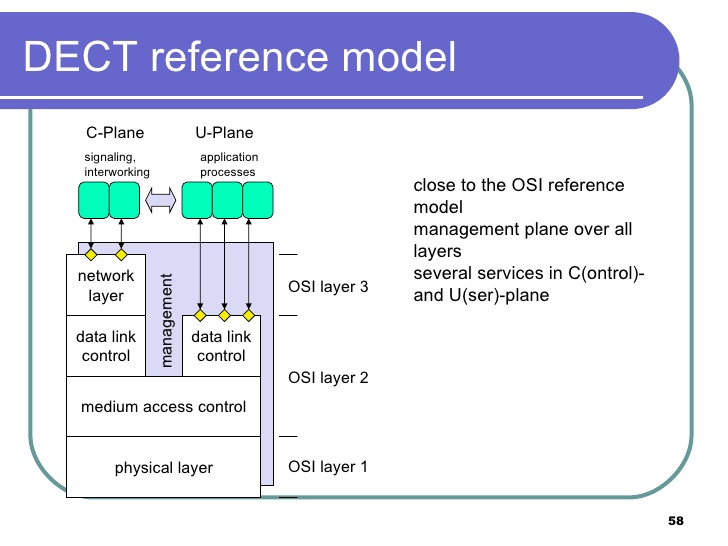 DECT reference model
C-Plane
U-Plane
signaling,
interworking
application
processes
close to the OSI reference
model
management plane over all
layers
several services in C(ontrol)-
and U(ser)-plane
network
layer
management
OSI layer 3
data link
control
data link
control
OSI layer 2
medium access control
physical layer
OSI layer 1
58